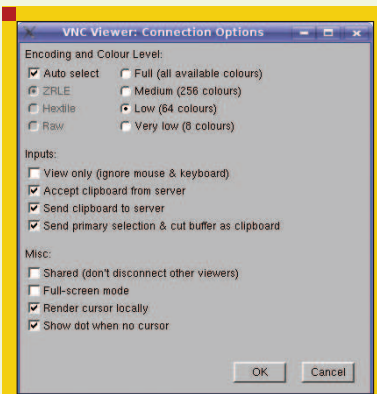 VNC Viewer: Connection Options
Encoding and Colour Level:
Auto select Full (all available colours)
ZRLE Medium (256 colours)
Hextile Low (64 colours)
Raw Very low (8 colours)
Inputs:
View only (ignore mouse & keyboard)
Accept clipboard from server
Send clipboard to server
Send primary selection & cut buffer as clipboard
Misc:
Shared (don't disconnect other viewers)
Full-screen mode
Render cursor locally
Show dot when no cursor
OK Cancel